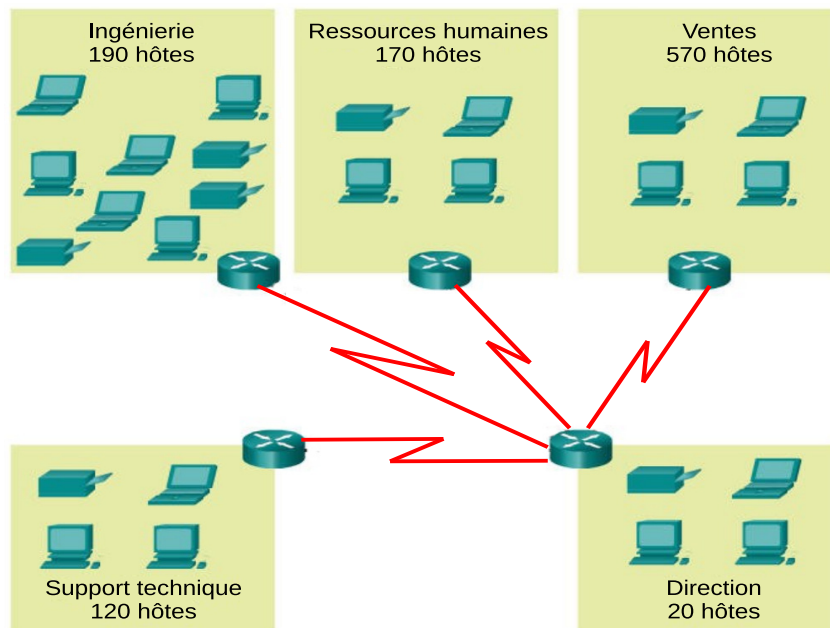 Ingénierie
190 hôtes
Ressources humaines
170 hôtes
Ventes
570 hôtes
Support technique
120 hôtes
Direction
20 hôtes